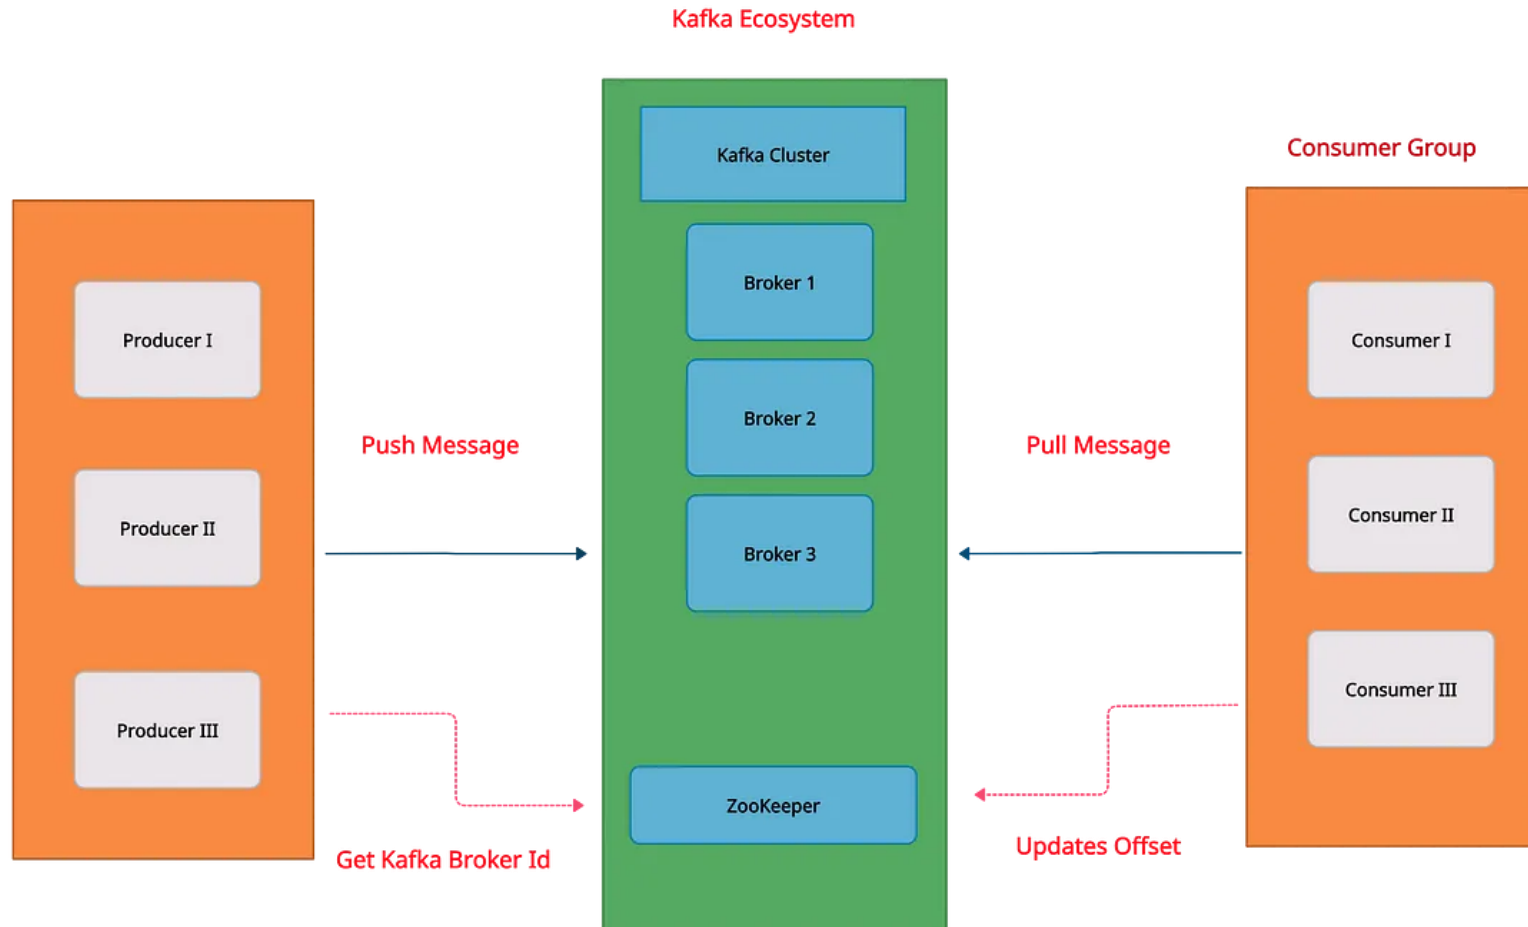 Kafka Ecosystem
Kafka Cluster
Consumer Group
Broker 1
Producer I
Consumer I
Broker 2
Push Message
Pull Message
Producer II
Consumer II
Broker 3
Consumer III
Producer III
ZooKeeper
Get Kafka Broker Id
Updates Offset